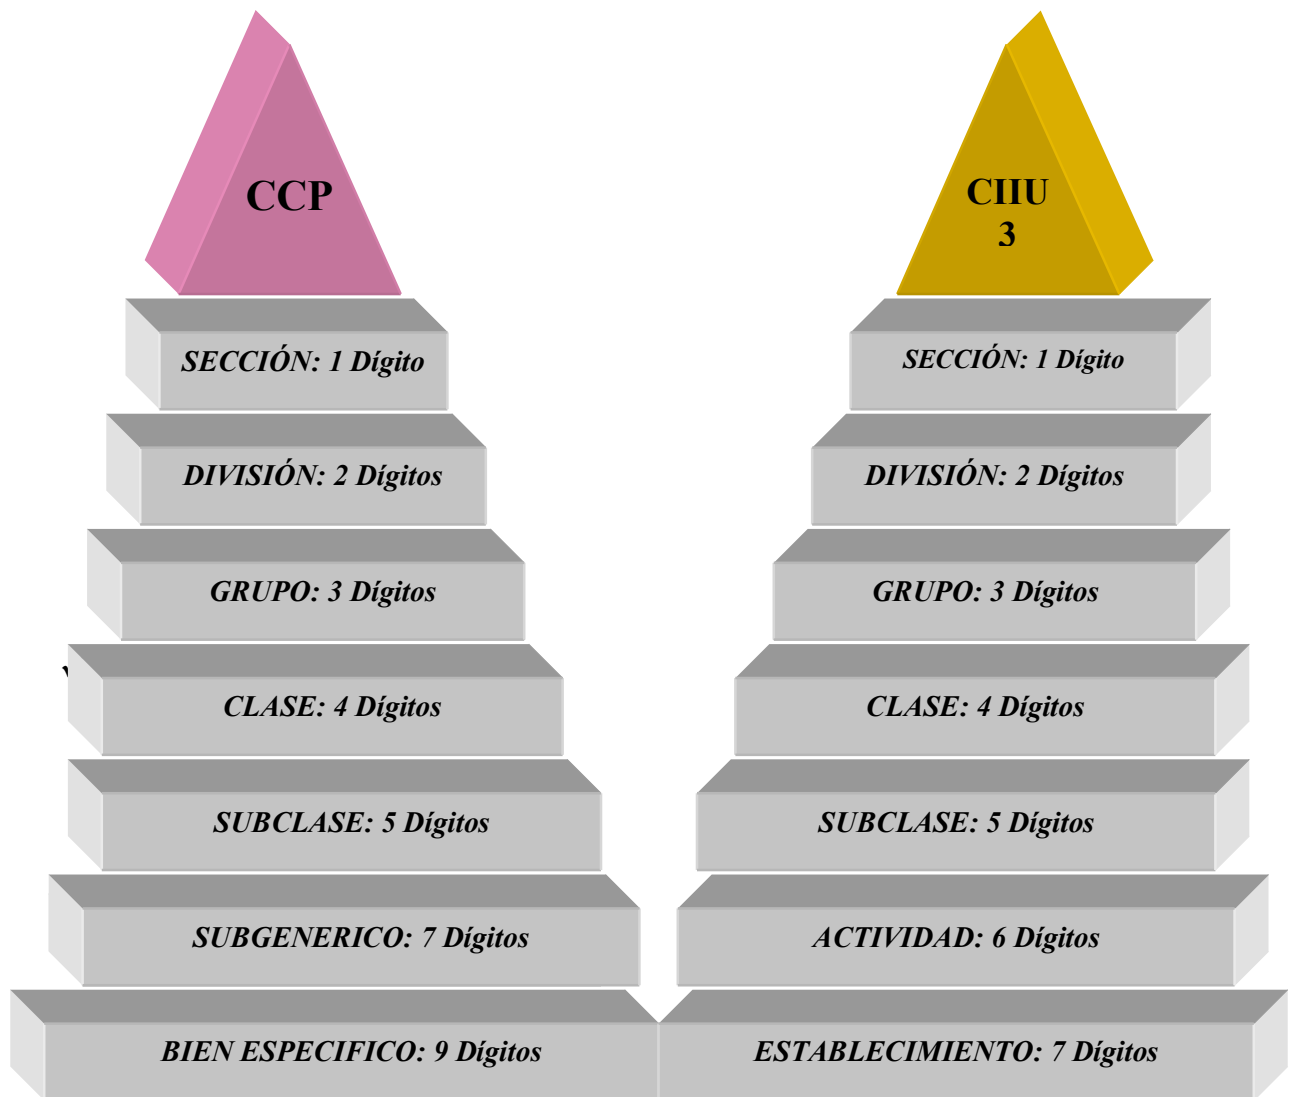 CCP
SECCIÓN: 1 Dígito
DIVISIÓN: 2 Dígitos
GRUPO: 3 Dígitos
CLASE: 4 Dígitos
SUBCLASE: 5 Dígitos
SUBGENERICO: 7 Dígitos
BIEN ESPECIFICO: 9 Dígitos
CIIU
3
SECCIÓN: 1 Dígito
DIVISIÓN: 2 Dígitos
GRUPO: 3 Dígitos
CLASE: 4 Dígitos
SUBCLASE: 5 Dígitos
ACTIVIDAD: 6 Dígitos
ESTABLECIMIENTO: 7 Dígitos